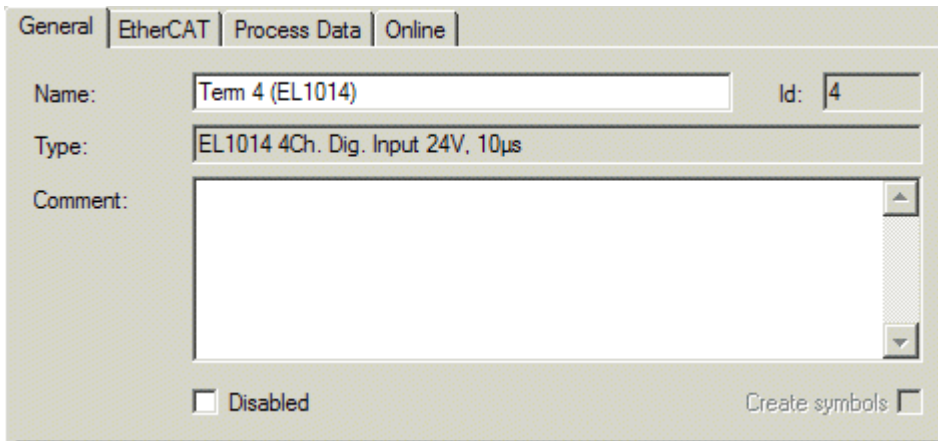 General EtherCAT Process Data Online
Name: Term 4 (EL1014) Id: 4
Type: EL1014 4Ch. Dig. Input 24V, 10µs
Comment:
Disabled Create symbols